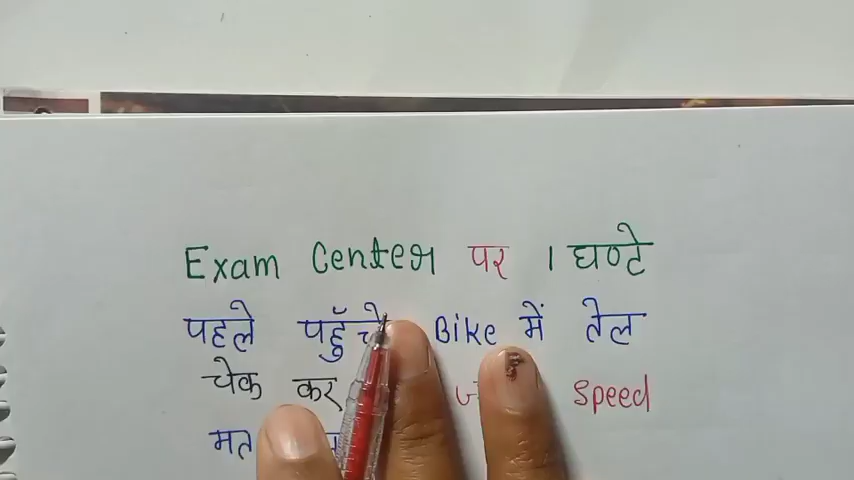 Exam Center पर 1 घण्टे
पहले पहुँचे Bike में तेल
चेक कर speed
मत